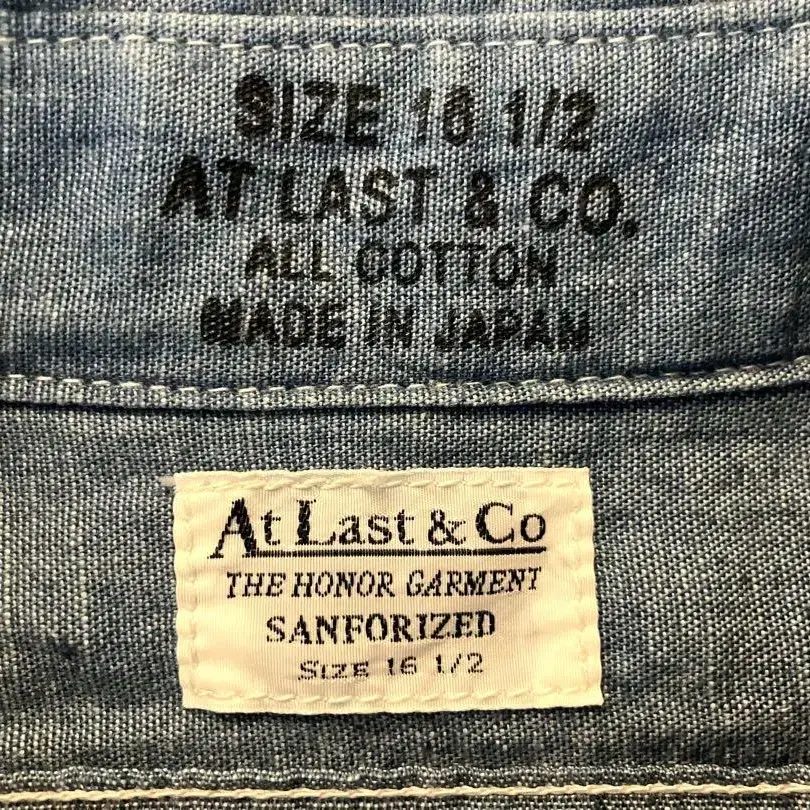 SIZE 16 1/2
AT LAST & CO.
ALL COTTON
MADE IN JAPAN
At Last & Co
THE HONOR GARMENT
SANFORIZED
SIZE 16 1/2